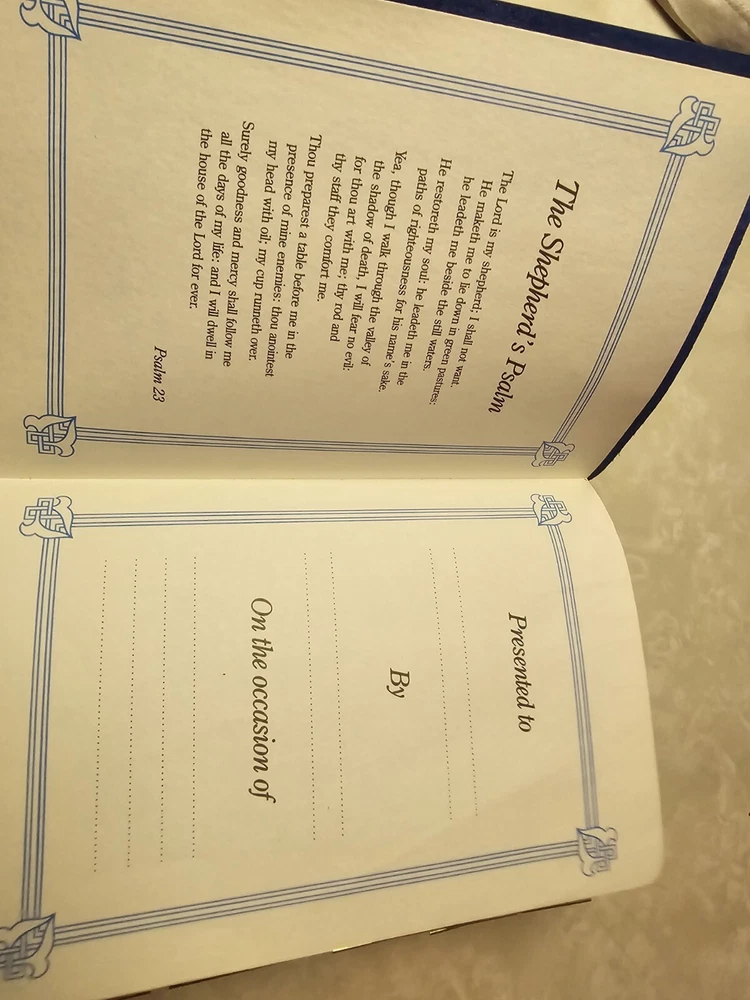 The Shepherd's Psalm
The Lord is my shepherd; I shall not want.
He maketh me to lie down in green pastures:
he leadeth me beside the still waters.
He restoreth my soul: he leadeth me in the
paths of righteousness for his name's sake.
Yea, though I walk through the valley of
the shadow of death, I will fear no evil:
for thou art with me; thy rod and
thy staff they comfort me.
Thou preparest a table before me in the
presence of mine enemies: thou anointest
my head with oil; my cup runneth over.
Surely goodness and mercy shall follow me
all the days of my life: and I will dwell in
the house of the Lord for ever.
Psalm 23
Presented to
By
On the occasion of